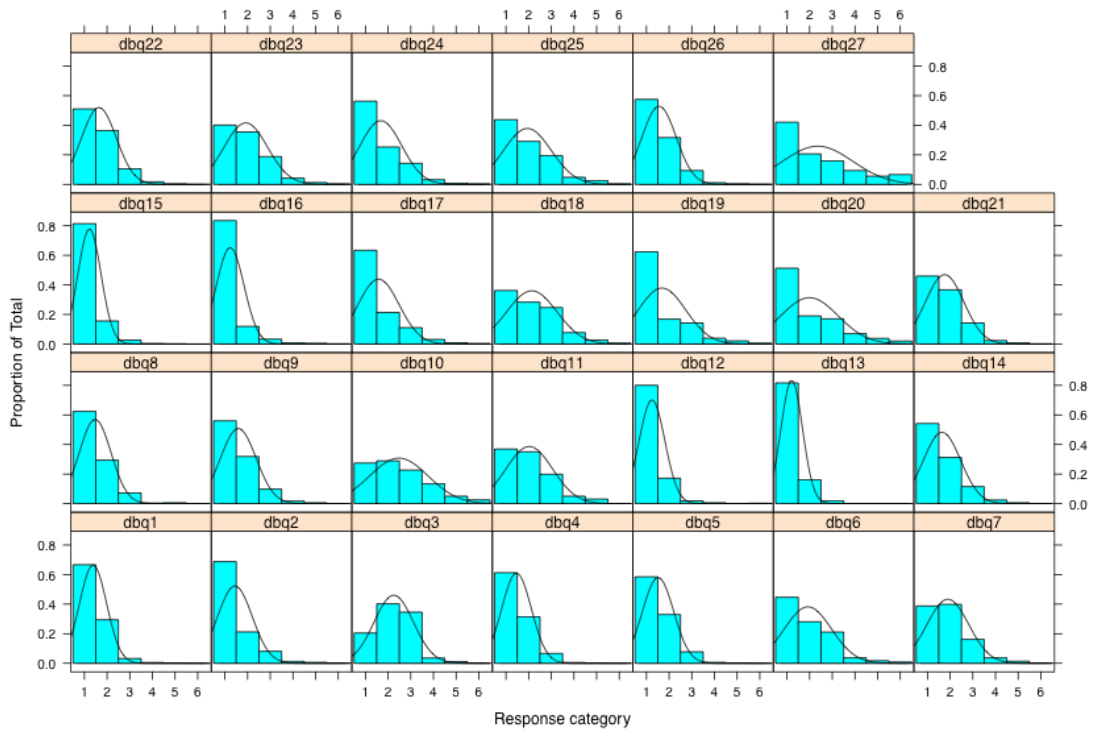 1 2 3 4 5 6 1 2 3 4 5 6 1 2 3 4 5 6
dbq22 dbq23 dbq24 dbq25 dbq26 dbq27
0.8
0.6
0.4
0.2
0.0
dbq15 dbq16 dbq17 dbq18 dbq19 dbq20 dbq21
0.8
0.6
0.4
0.2
0.0
dbq8 dbq9 dbq10 dbq11 dbq12 dbq13 dbq14
0.8
0.6
0.4
0.2
0.0
dbq1 dbq2 dbq3 dbq4 dbq5 dbq6 dbq7
0.8
0.6
0.4
0.2
0.0
1 2 3 4 5 6 1 2 3 4 5 6 1 2 3 4 5 6 1 2 3 4 5 6
Proportion of Total
Response category